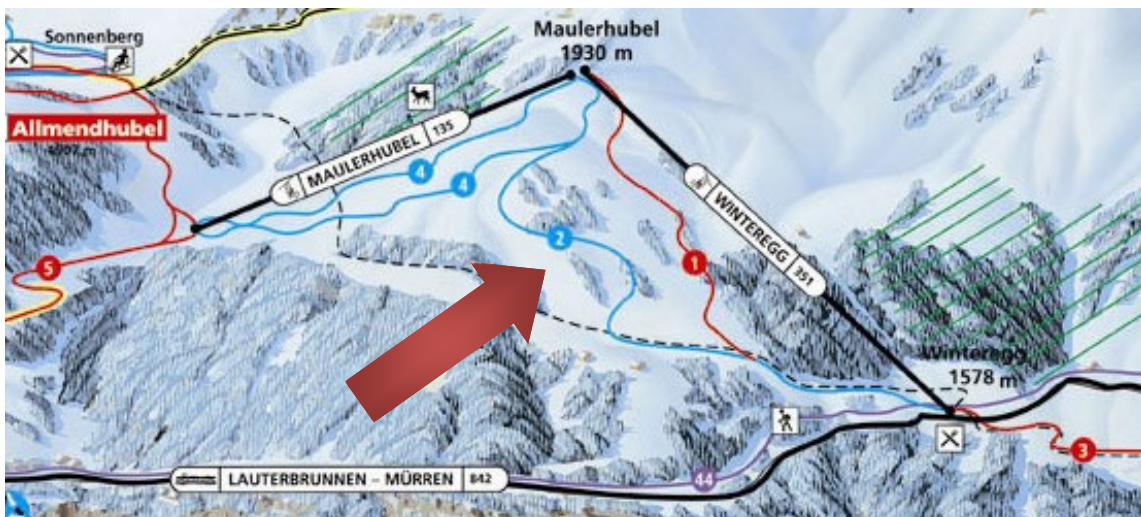 Maulerhubel
1930 m
Sonnenberg
Allmendhubel
MAULERHUBEL 135
4
4
2
WINTEREGG 351
1
5
Winteregg
1578 m
3
LAUTERBRUNNEN – MÜRREN 842
44